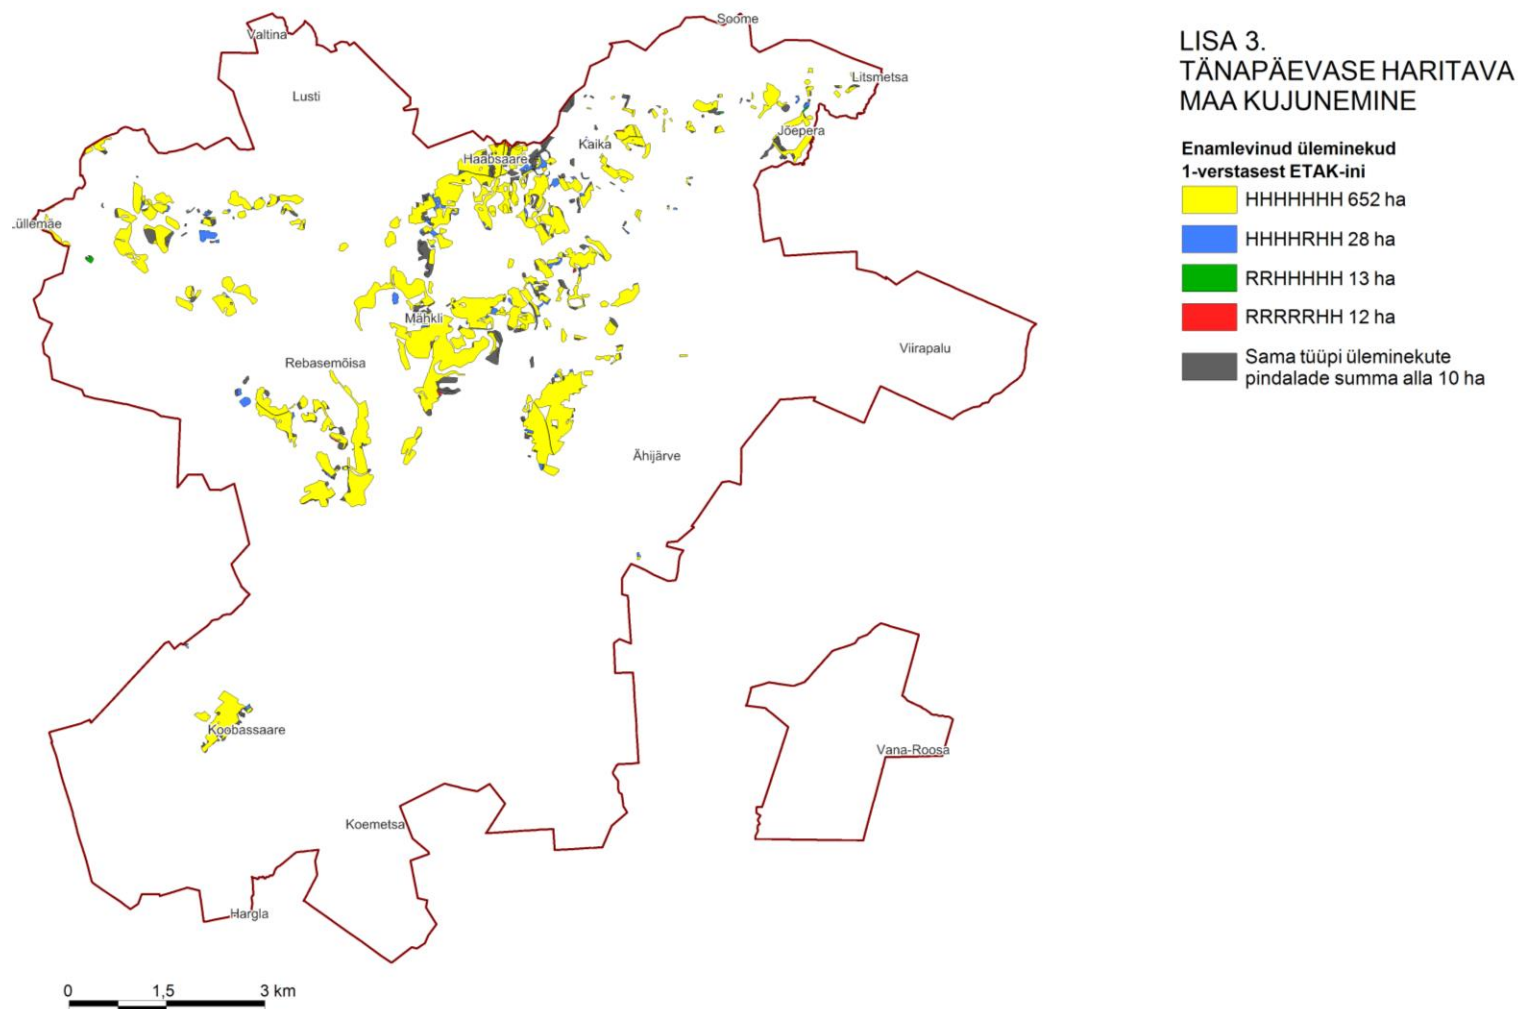 LISA 3.
TÄNAPÄEVASE HARITAVA
MAA KUJUNEMINE
Enamlevinud üleminekud
1-verstasest ETAK-ini
HHHHHHH 652 ha
HHHHRHH 28 ha
RRHHHHH 13 ha
RRRRRHH 12 ha
Sama tüüpi üleminekute
pindalade summa alla 10 ha
Soome
Valtina
Litsmetsa
Lusti
Jõepera
Kaika
Haabsaare
üllemäe
Mähkli
Viirapalu
Rebasemõisa
Ähijärve
Koobassaare
Vana-Roosa
Koemetsa
Hargla
0 1,5 3 km